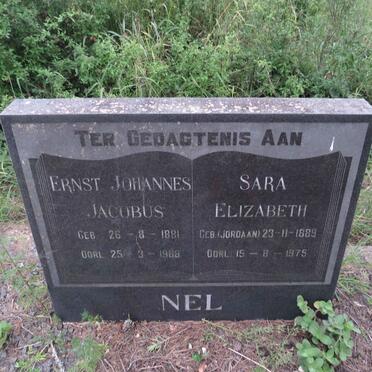 TER GEDAGTENIS AAN
ERNST JOHANNES
JACOBUS
GEB. 26-8-1881
OORL. 25-3-1968
SARA
ELIZABETH
GEB. (JORDAAN) 23-11-1889
OORL. 15-8-1975
NEL